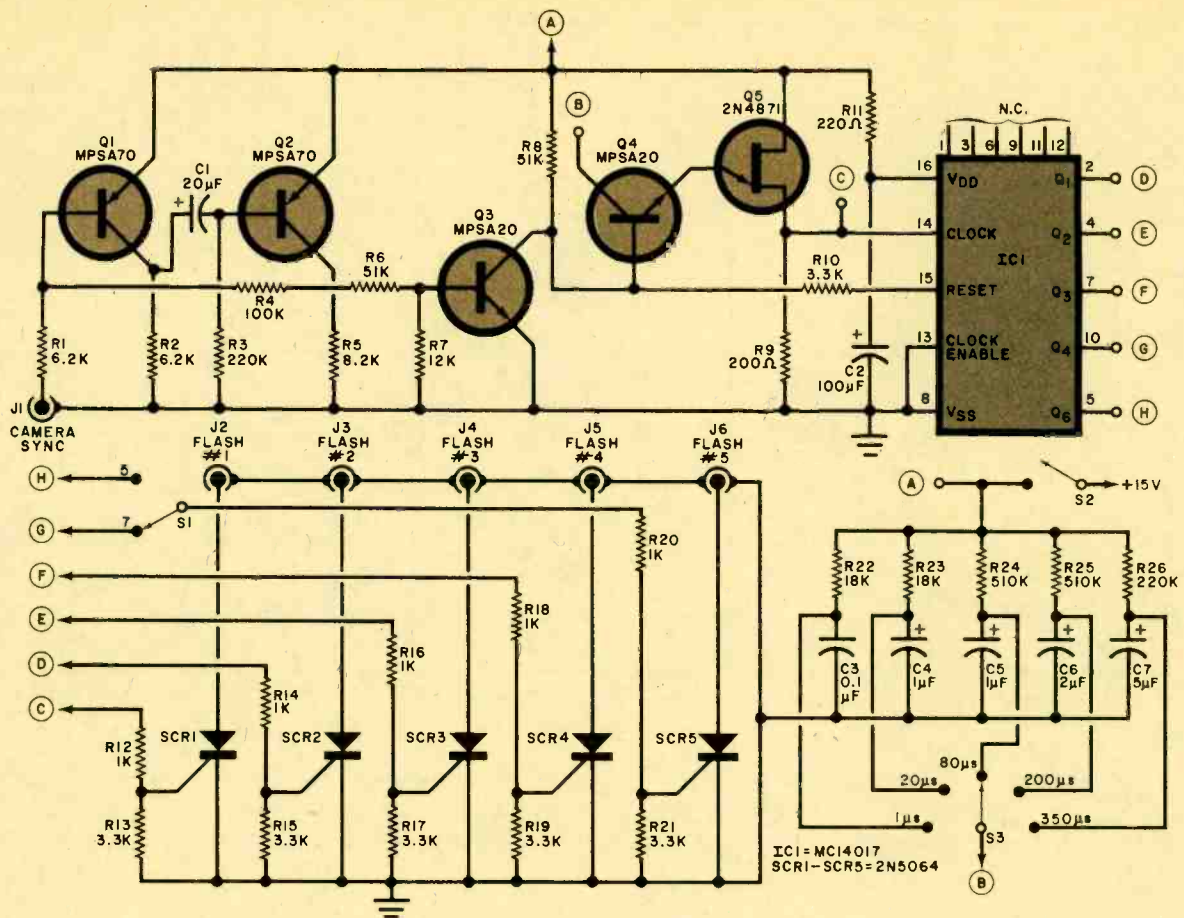 A
Q1
MPSA70
C1
20µF
+
Q2
MPSA70
B
R8
51K
Q4
MPSA20
Q5
2N4871
R11
220Ω
N.C.
1 3 6 9 11 12
C
16 VDD Q1 2 D
14 CLOCK Q2 4 E
IC1
15 RESET Q3 7 F
13 CLOCK ENABLE Q4 10 G
8 VSS Q6 5 H
Q3
MPSA20
R6
51K
R4
100K
R10
3.3K
R1
6.2K
R2
6.2K
R3
220K
R5
8.2K
R7
12K
R9
200Ω
+
C2
100µF
J1
CAMERA
SYNC
J2
FLASH
#1
J3
FLASH
#2
J4
FLASH
#3
J5
FLASH
#4
J6
FLASH
#5
H 5
G 7 S1
F
E
D
C
A
S2
+15V
R20
1K
R18
1K
R16
1K
R14
1K
R12
1K
R22
18K
R23
18K
R24
510K
R25
510K
R26
220K
C3
0.1
µF
+
C4
1µF
+
C5
1µF
+
C6
2µF
+
C7
5µF
SCR1
SCR2
SCR3
SCR4
SCR5
R13
3.3K
R15
3.3K
R17
3.3K
R19
3.3K
R21
3.3K
80µs
20µs
200µs
1µs
350µs
S3
B
IC1=MC14017
SCR1-SCR5=2N5064